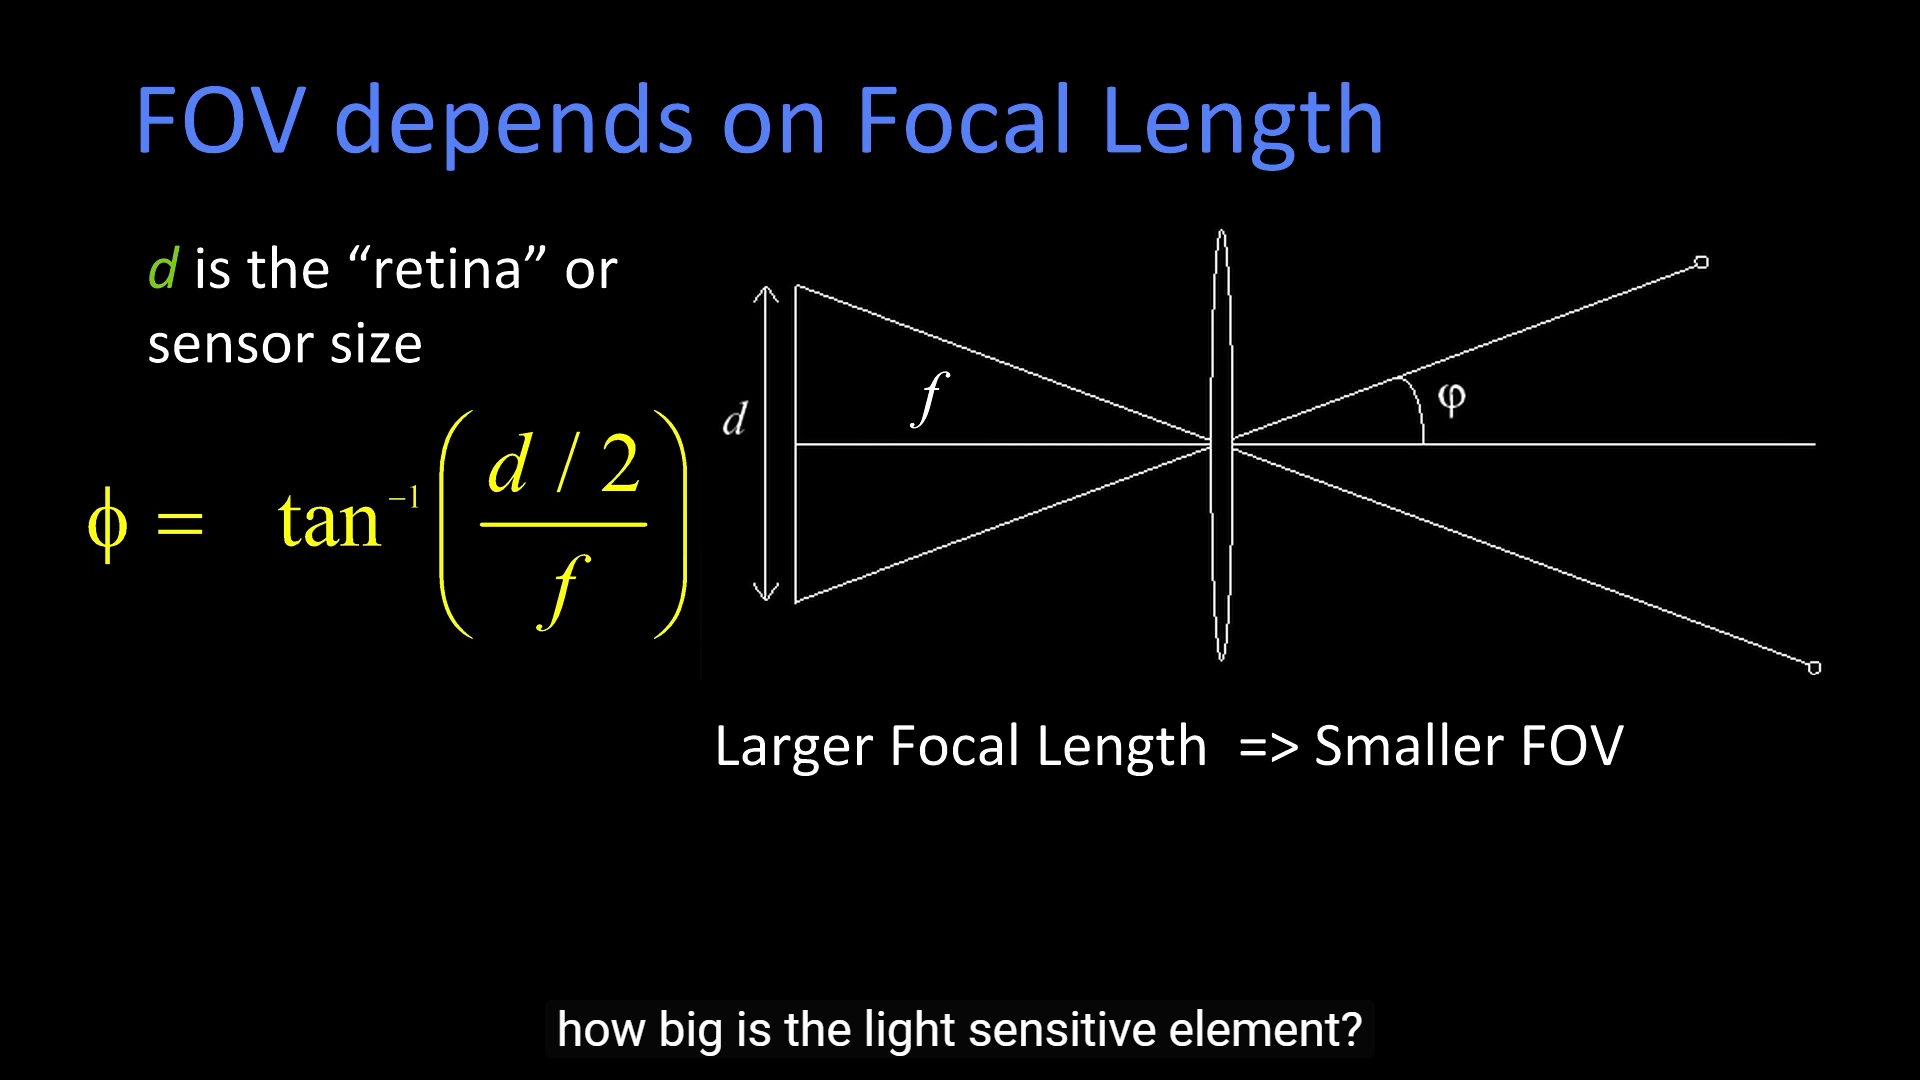 FOV depends on Focal Length
d is the “retina” or
sensor size
ϕ = tan⁻¹ ( d / 2 / f )
d
f
φ
Larger Focal Length => Smaller FOV
how big is the light sensitive element?